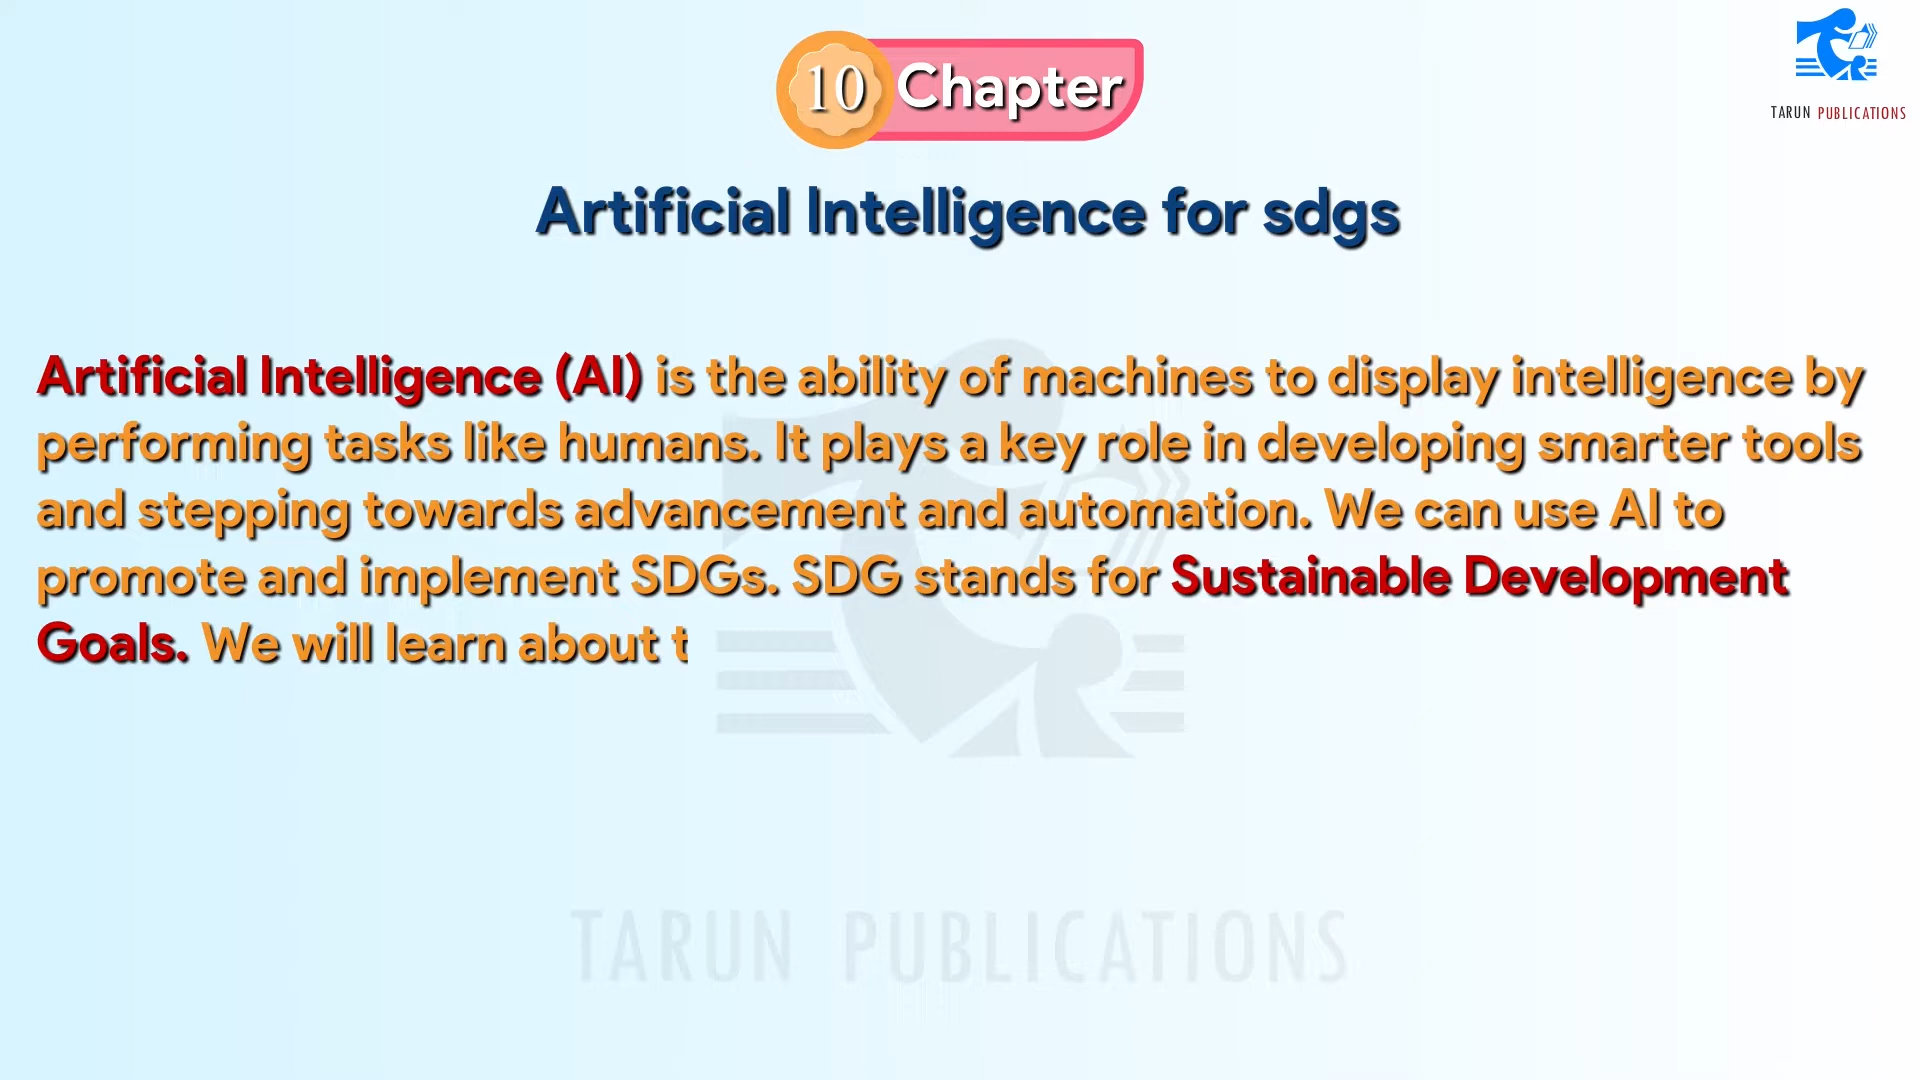 10 Chapter
TARUN PUBLICATIONS
Artificial Intelligence for sdgs
Artificial Intelligence (AI) is the ability of machines to display intelligence by
performing tasks like humans. It plays a key role in developing smarter tools
and stepping towards advancement and automation. We can use AI to
promote and implement SDGs. SDG stands for Sustainable Development
Goals. We will learn about t
TARUN PUBLICATIONS